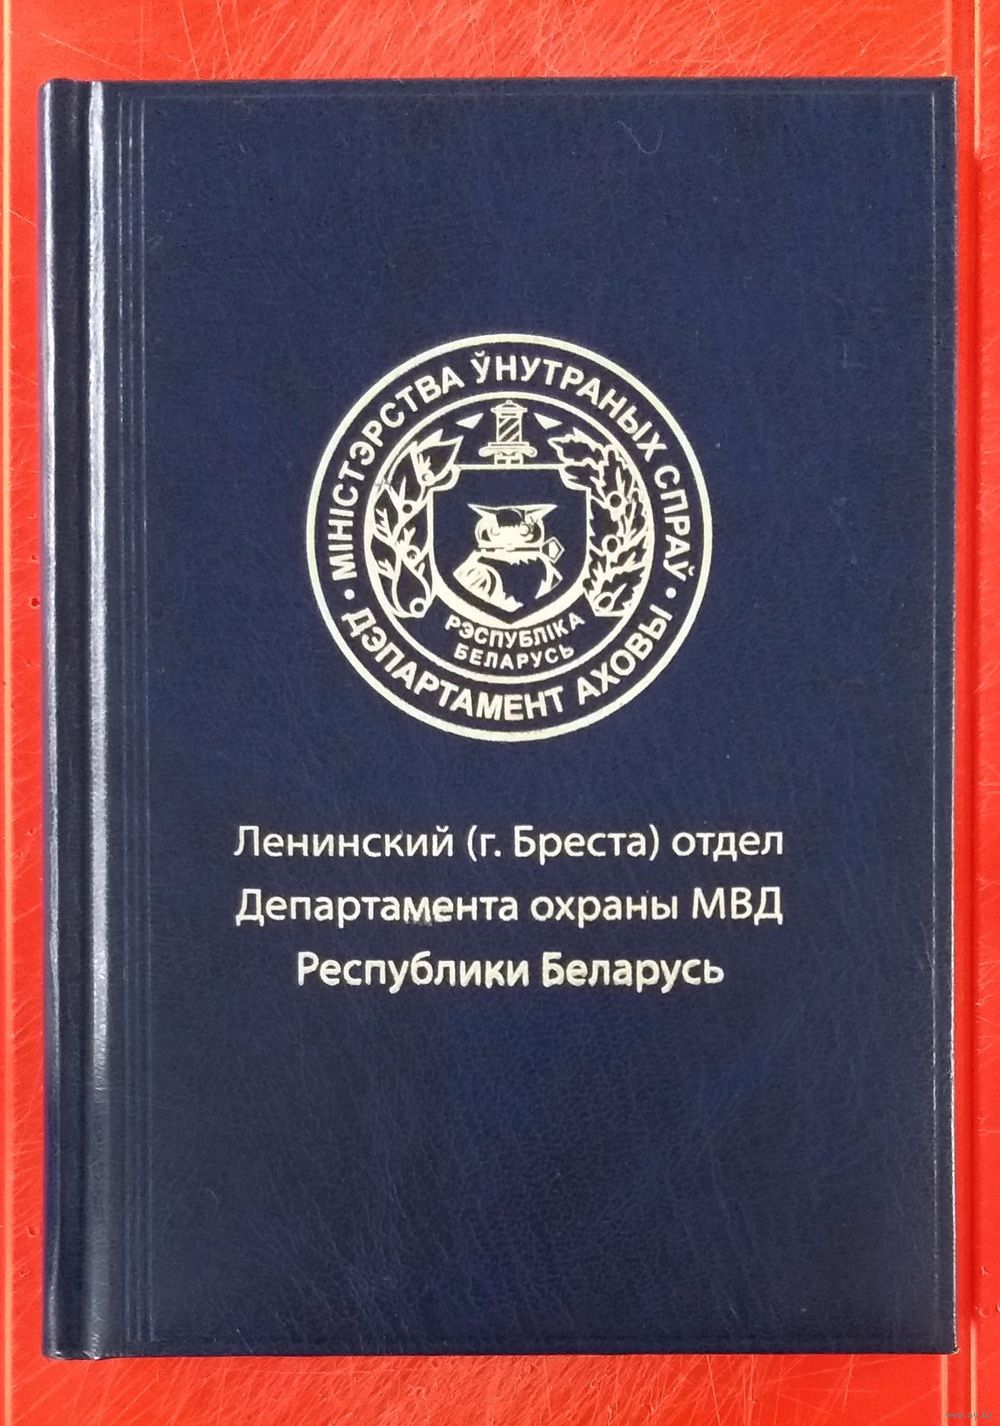 МІНІСТЭРСТВА ЎНУТРАНЫХ СПРАЎ
• ДЭПАРТАМЕНТ АХОВЫ •
РЭСПУБЛІКА
БЕЛАРУСЬ
Ленинский (г. Бреста) отдел
Департамента охраны МВД
Республики Беларусь